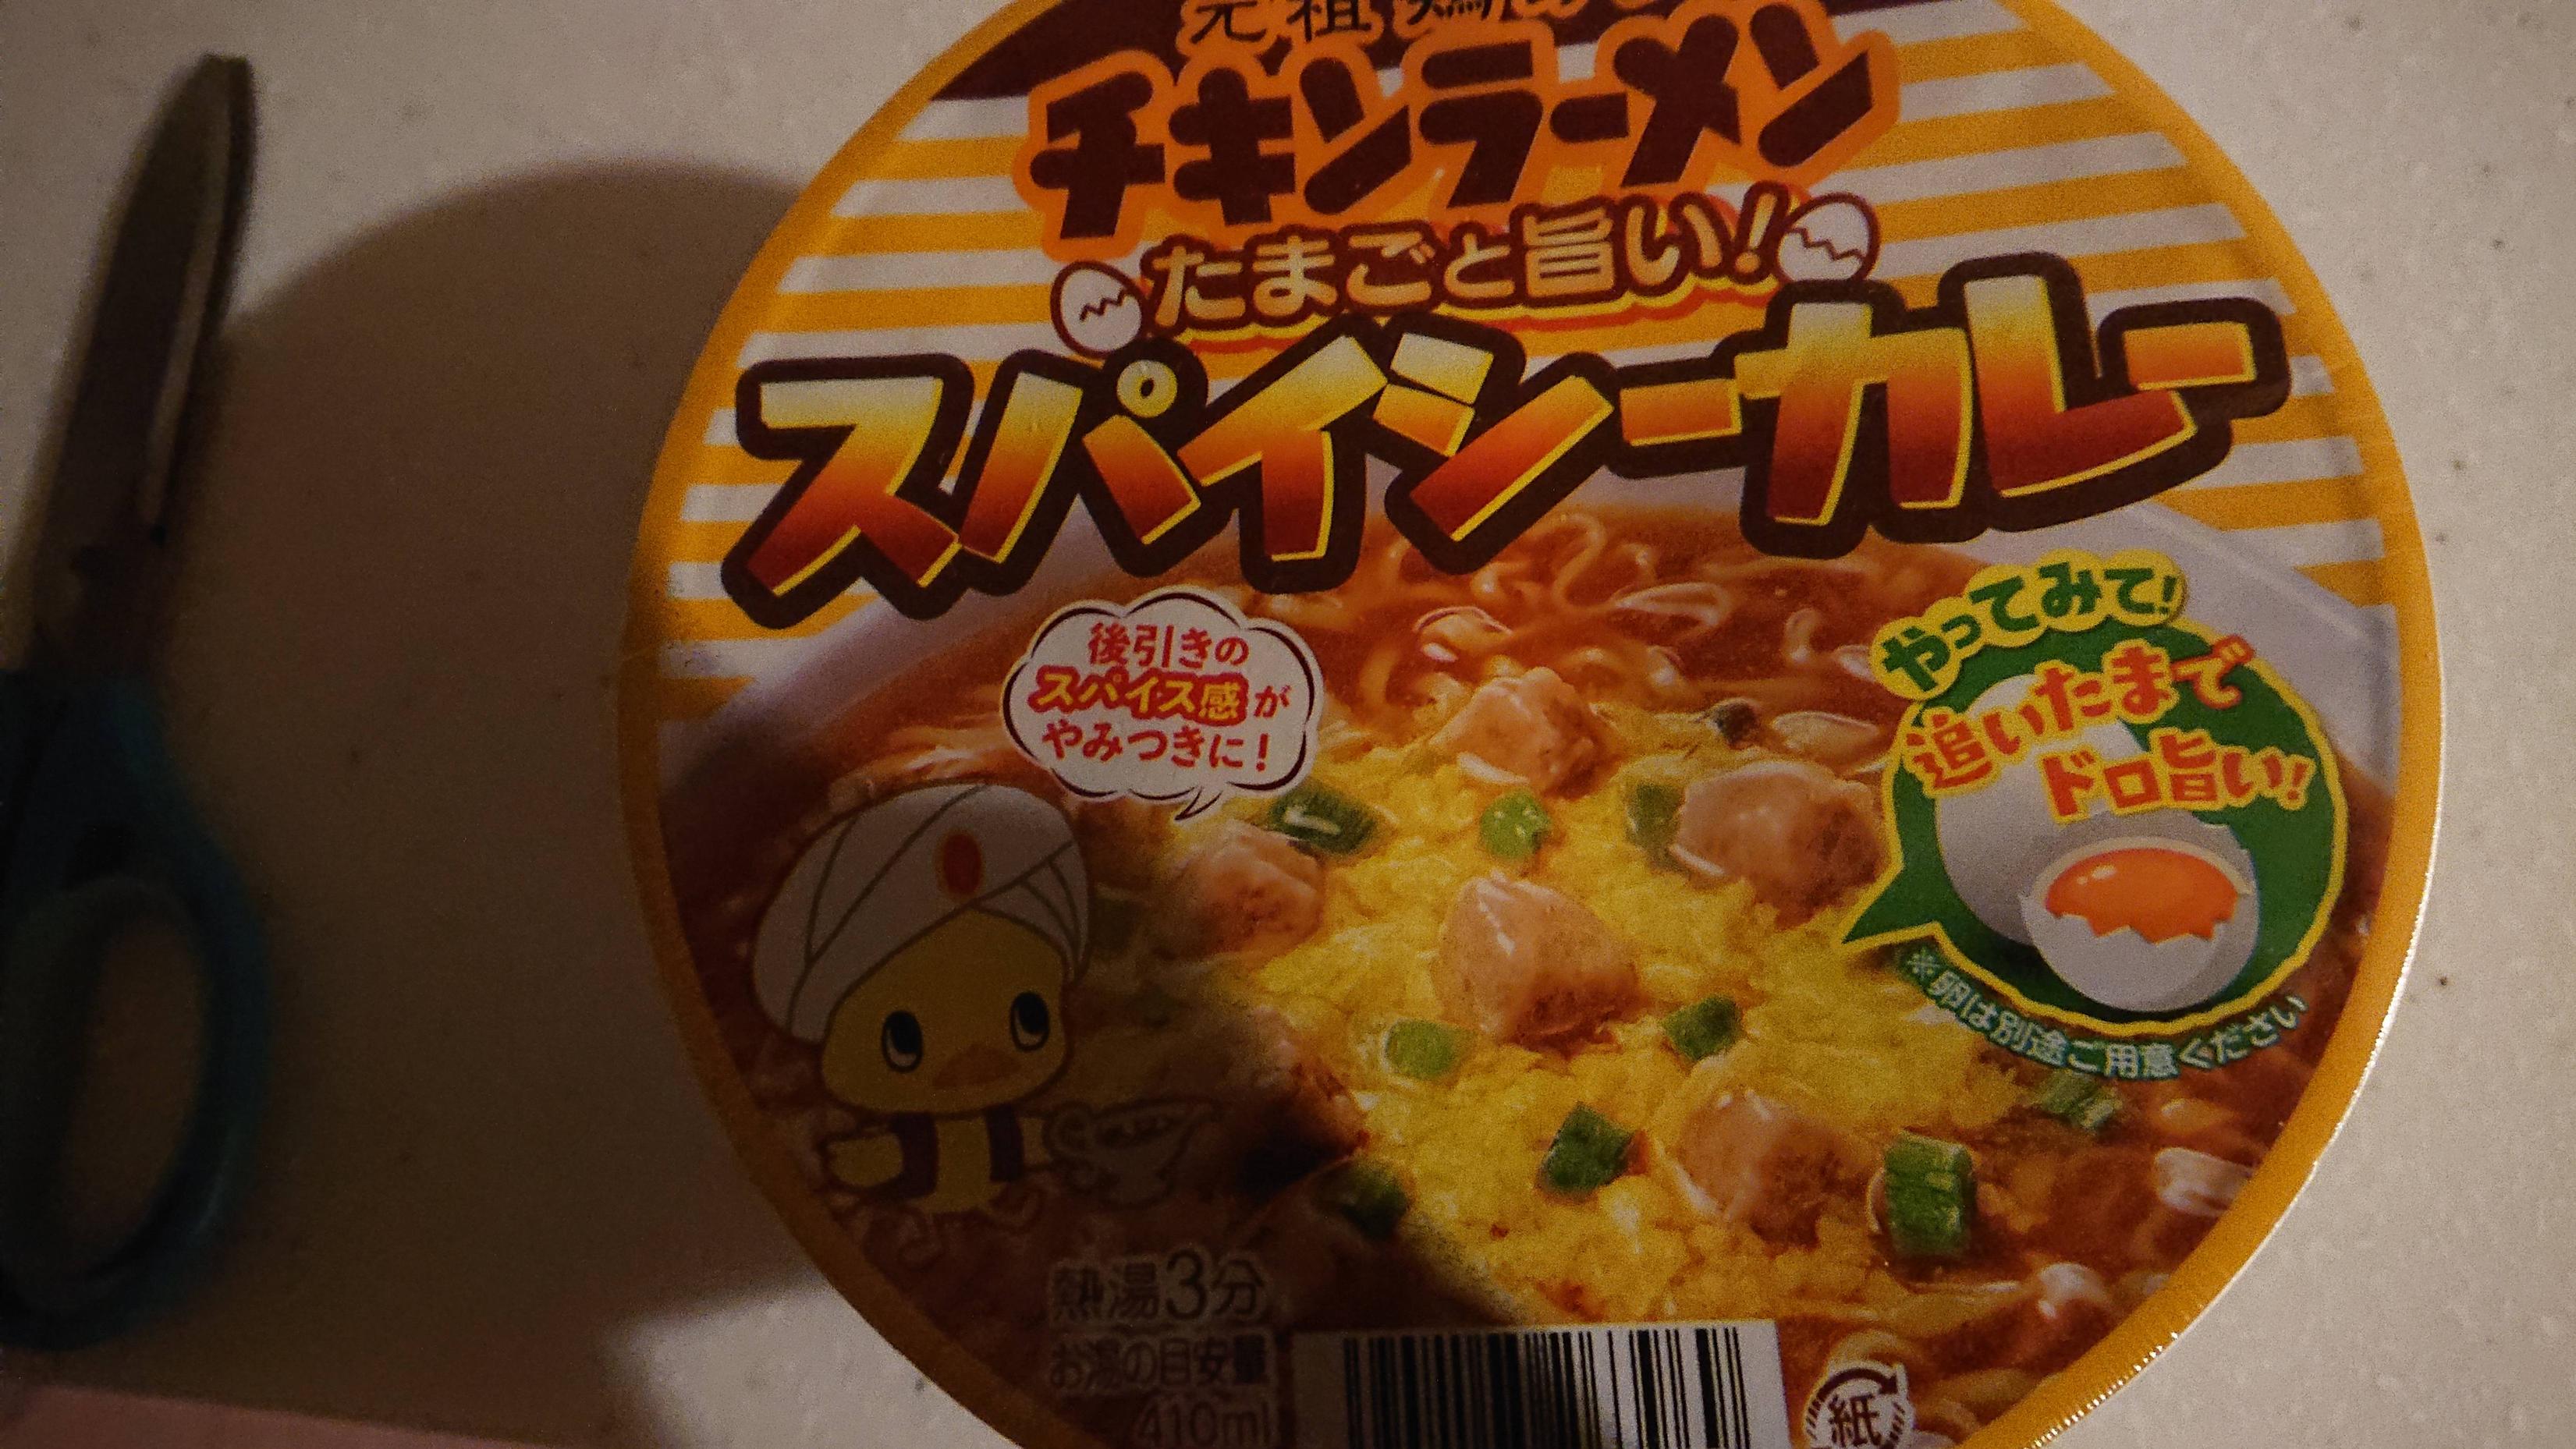 元祖鶏
チキンラーメン
たまごと旨い!
スパイシーカレー
後引きの
スパイス感が
やみつきに!
やってみて!
追いたまで
ドロ旨い!
※卵は別途ご用意ください
熱湯3分
お湯の目安量
410ml
紙